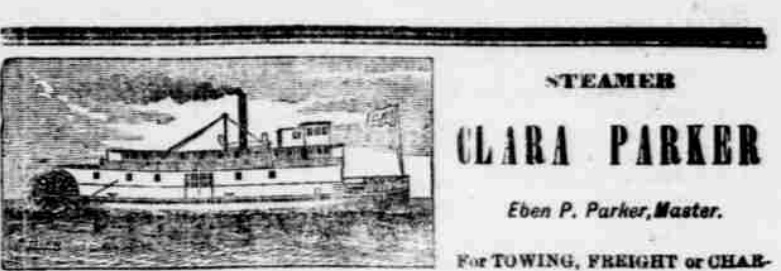 STEAMER
CLARA PARKER
Eben P. Parker, Master.
For TOWING, FREIGHT or CHAR-